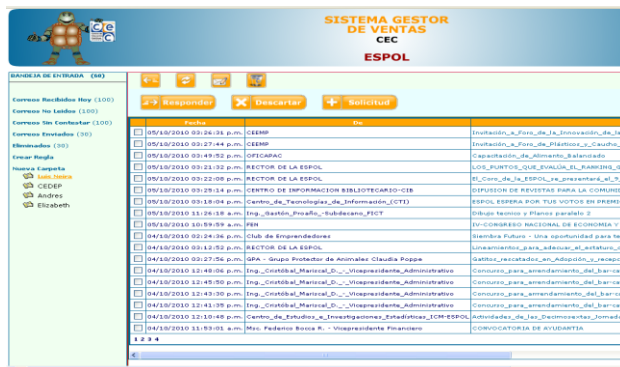 SISTEMA GESTOR
DE VENTAS
CEC
ESPOL
BANDEJA DE ENTRADA (68)
Correos Recibidos Hoy (100)
Correos No Leidos (100)
Correos Sin Contestar (100)
Correos Enviados (30)
Eliminados (30)
Crear Regla
Nueva Carpeta
Luis Neira
CEDEP
Andres
Elizabeth
Responder Descartar Solicitud
Fecha De
05/10/2010 03:26:31 p.m. CEEMP Invitación_a_Foro_de_la_Innovación_de_la
05/10/2010 03:27:44 p.m. CEEMP Invitación_a_Foro_de_Plásticos_y_Caucho_
05/10/2010 03:49:52 p.m. OFICAPAC Capacitación_de_Alimento_Balanciado
05/10/2010 03:21:32 p.m. RECTOR DE LA ESPOL LOS_PUNTOS_QUE_EVALÚA_EL_RANKING_G
05/10/2010 03:22:08 p.m. RECTOR DE LA ESPOL El_Coro_de_la_ESPOL_se_presentará_el_9_
05/10/2010 03:25:14 p.m. CENTRO DE INFORMACION BIBLIOTECARIO-CIB DIFUSION DE REVISTAS PARA LA COMUNI
05/10/2010 03:18:04 p.m. Centro_de_Tecnologías_de_Información_(CTI) ESPOL ESPERA POR TUS VOTOS EN PREMI
05/10/2010 11:26:18 a.m. Ing._Gastón_Proaño_-Subdecano_FICT Dibujo tecnico y Planos paralelo 2
05/10/2010 10:59:59 a.m. FEN IV-CONGRESO NACIONAL DE ECONOMIA Y
04/10/2010 02:24:36 p.m. Club de Emprendedores Siembra Futuro - Una oportunidad para te
04/10/2010 03:12:52 p.m. RECTOR DE LA ESPOL Lineamientos_para_adecuar_el_estatuto_
04/10/2010 03:27:56 p.m. GPA - Grupo Protector de Animales Claudia Poppe Gatitos_rescatados_en_Adopción_y_recepc
04/10/2010 12:48:06 p.m. Ing._Cristóbal_Mariscal_D._-_Vicepresidente_Administrativo Concurso_para_arrendamiento_del_bar-ca
04/10/2010 12:45:50 p.m. Ing._Cristóbal_Mariscal_D._-_Vicepresidente_Administrativo Concurso_para_arrendamiento_del_bar-ca
04/10/2010 12:43:30 p.m. Ing._Cristóbal_Mariscal_D._-_Vicepresidente_Administrativo Concurso_para_arrendamiento_del_bar-ca
04/10/2010 12:41:35 p.m. Ing._Cristóbal_Mariscal_D._-_Vicepresidente_Administrativo Concurso_para_arrendamiento_del_bar-ca
04/10/2010 12:10:48 p.m. Centro_de_Estudios_e_Investigaciones_Estadísticas_ICM-ESPOL Actividades_de_las_Decimosextas_Jornada
04/10/2010 11:53:01 a.m. Msc. Federico Bocca R. - Vicepresidente Financiero CONVOCATORIA DE AYUDANTIA
1 2 3 4